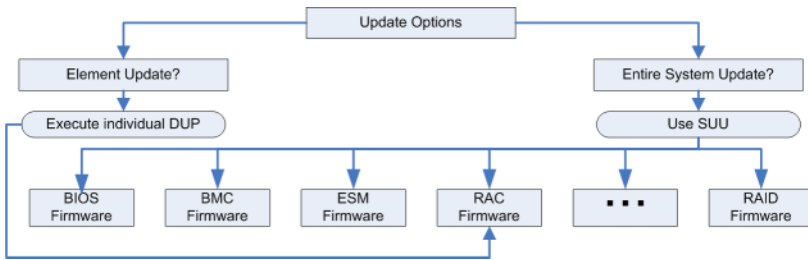 Update Options
Element Update?
Entire System Update?
Execute individual DUP
Use SUU
BIOS
Firmware
BMC
Firmware
ESM
Firmware
RAC
Firmware
...
RAID
Firmware